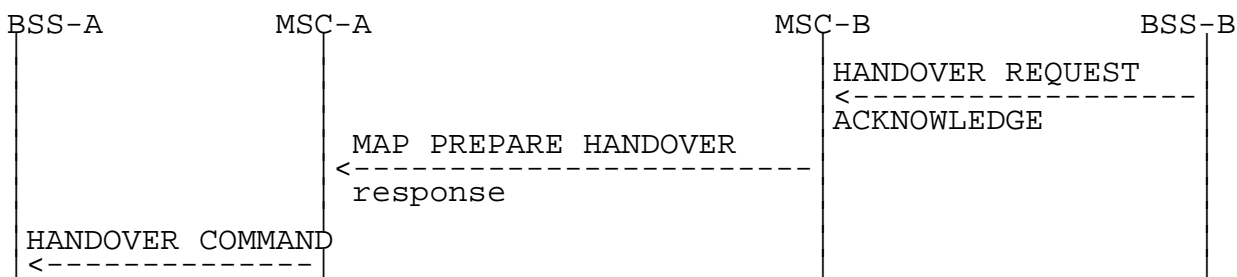 BSS-A MSC-A MSC-B BSS-B
HANDOVER REQUEST
ACKNOWLEDGE
MAP PREPARE HANDOVER
response
HANDOVER COMMAND